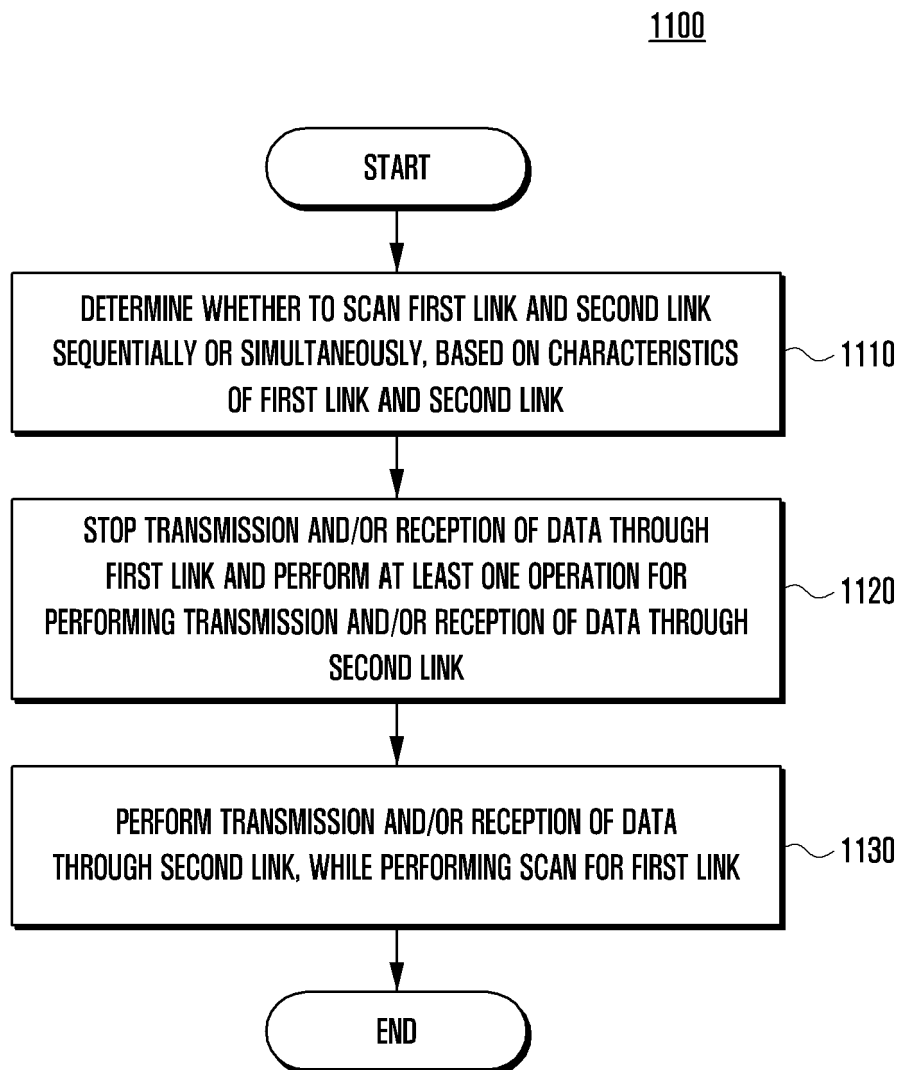 1100
START
DETERMINE WHETHER TO SCAN FIRST LINK AND SECOND LINK
SEQUENTIALLY OR SIMULTANEOUSLY, BASED ON CHARACTERISTICS
OF FIRST LINK AND SECOND LINK
1110
STOP TRANSMISSION AND/OR RECEPTION OF DATA THROUGH
FIRST LINK AND PERFORM AT LEAST ONE OPERATION FOR
PERFORMING TRANSMISSION AND/OR RECEPTION OF DATA THROUGH
SECOND LINK
1120
PERFORM TRANSMISSION AND/OR RECEPTION OF DATA
THROUGH SECOND LINK, WHILE PERFORMING SCAN FOR FIRST LINK
1130
END